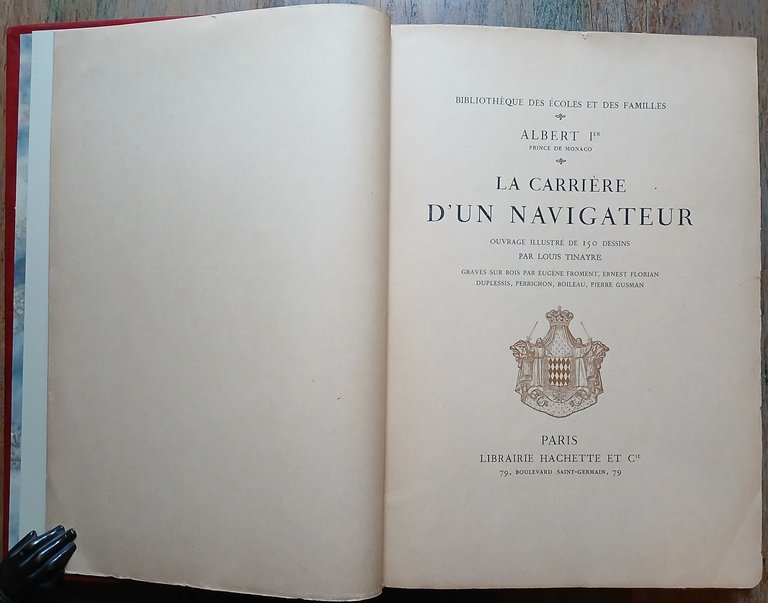 BIBLIOTHÈQUE DES ÉCOLES ET DES FAMILLES
ALBERT Iᴱᴿ
PRINCE DE MONACO
LA CARRIÈRE
D'UN NAVIGATEUR
OUVRAGE ILLUSTRÉ DE 150 DESSINS
PAR LOUIS TINAYRE
GRAVÉS SUR BOIS PAR EUGÈNE FROMENT, ERNEST FLORIAN
DUPLESSIS, PERRICHON, BOILEAU, PIERRE GUSMAN
PARIS
LIBRAIRIE HACHETTE ET Cᴵᴱ
79, BOULEVARD SAINT-GERMAIN, 79